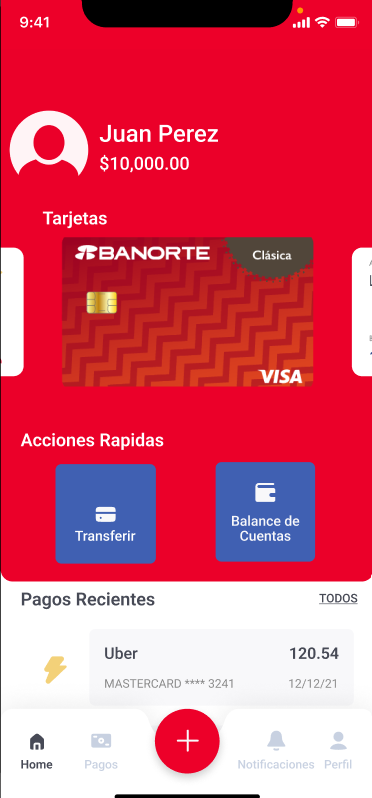 9:41
Juan Perez
$10,000.00
Tarjetas
BANORTE
Clásica
VISA
Acciones Rapidas
Transferir
Balance de
Cuentas
Pagos Recientes
TODOS
Uber
120.54
MASTERCARD **** 3241
12/12/21
Home
Pagos
Notificaciones
Perfil